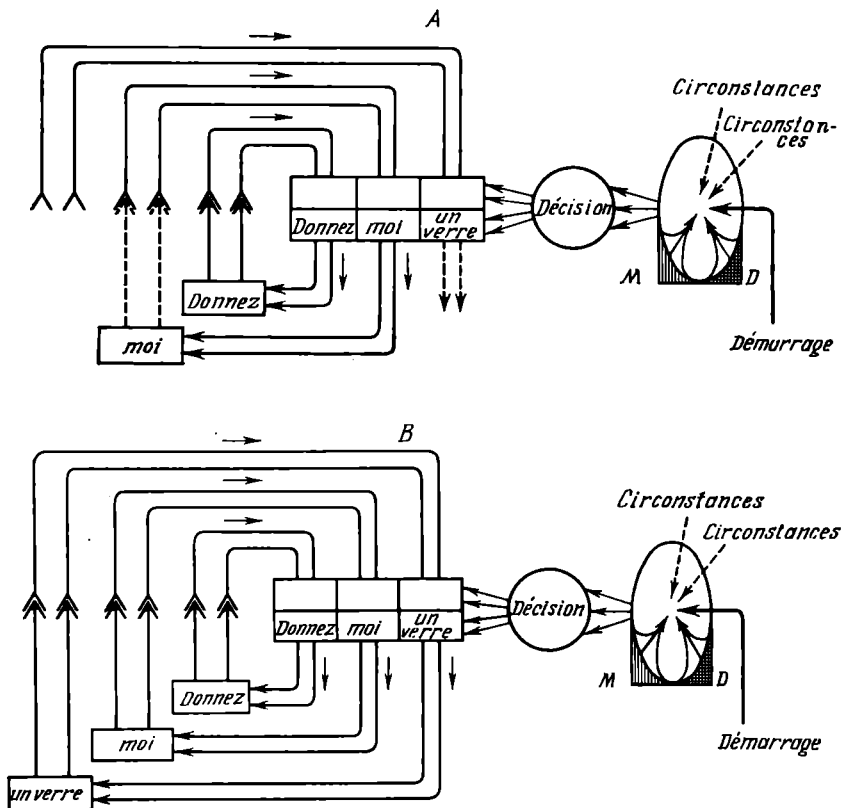 A
Circonstances
Circonstan-
ces
Donnez moi un
verre
Décision
Donnez
M D
moi
Démarrage
B
Circonstances
Circonstances
Donnez moi un
verre
Décision
Donnez
M D
moi
Démarrage
un verre